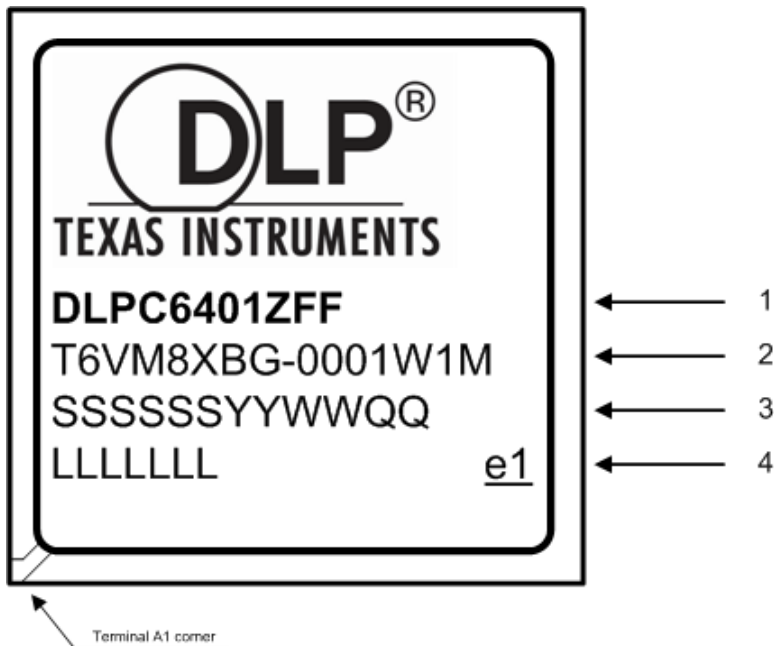 DLP®
TEXAS INSTRUMENTS
DLPC6401ZFF
1
T6VM8XBG-0001W1M
2
SSSSSSYYWWQQ
3
LLLLLLL e1
4
Terminal A1 corner